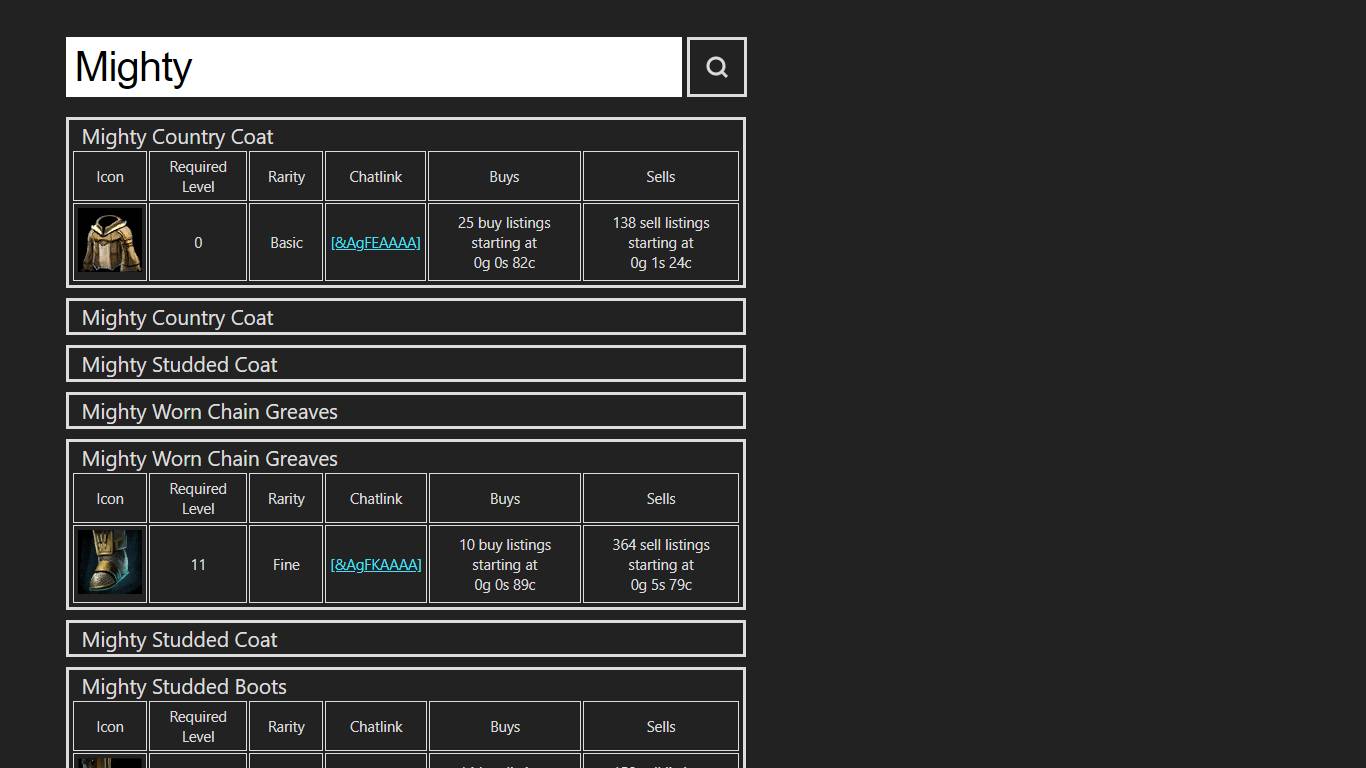 Mighty
Mighty Country Coat
Icon Required Level Rarity Chatlink Buys Sells
0 Basic [&AgFEAAAA] 25 buy listings starting at 0g 0s 82c 138 sell listings starting at 0g 1s 24c
Mighty Country Coat
Mighty Studded Coat
Mighty Worn Chain Greaves
Mighty Worn Chain Greaves
Icon Required Level Rarity Chatlink Buys Sells
11 Fine [&AgFKAAAA] 10 buy listings starting at 0g 0s 89c 364 sell listings starting at 0g 5s 79c
Mighty Studded Coat
Mighty Studded Boots
Icon Required Level Rarity Chatlink Buys Sells